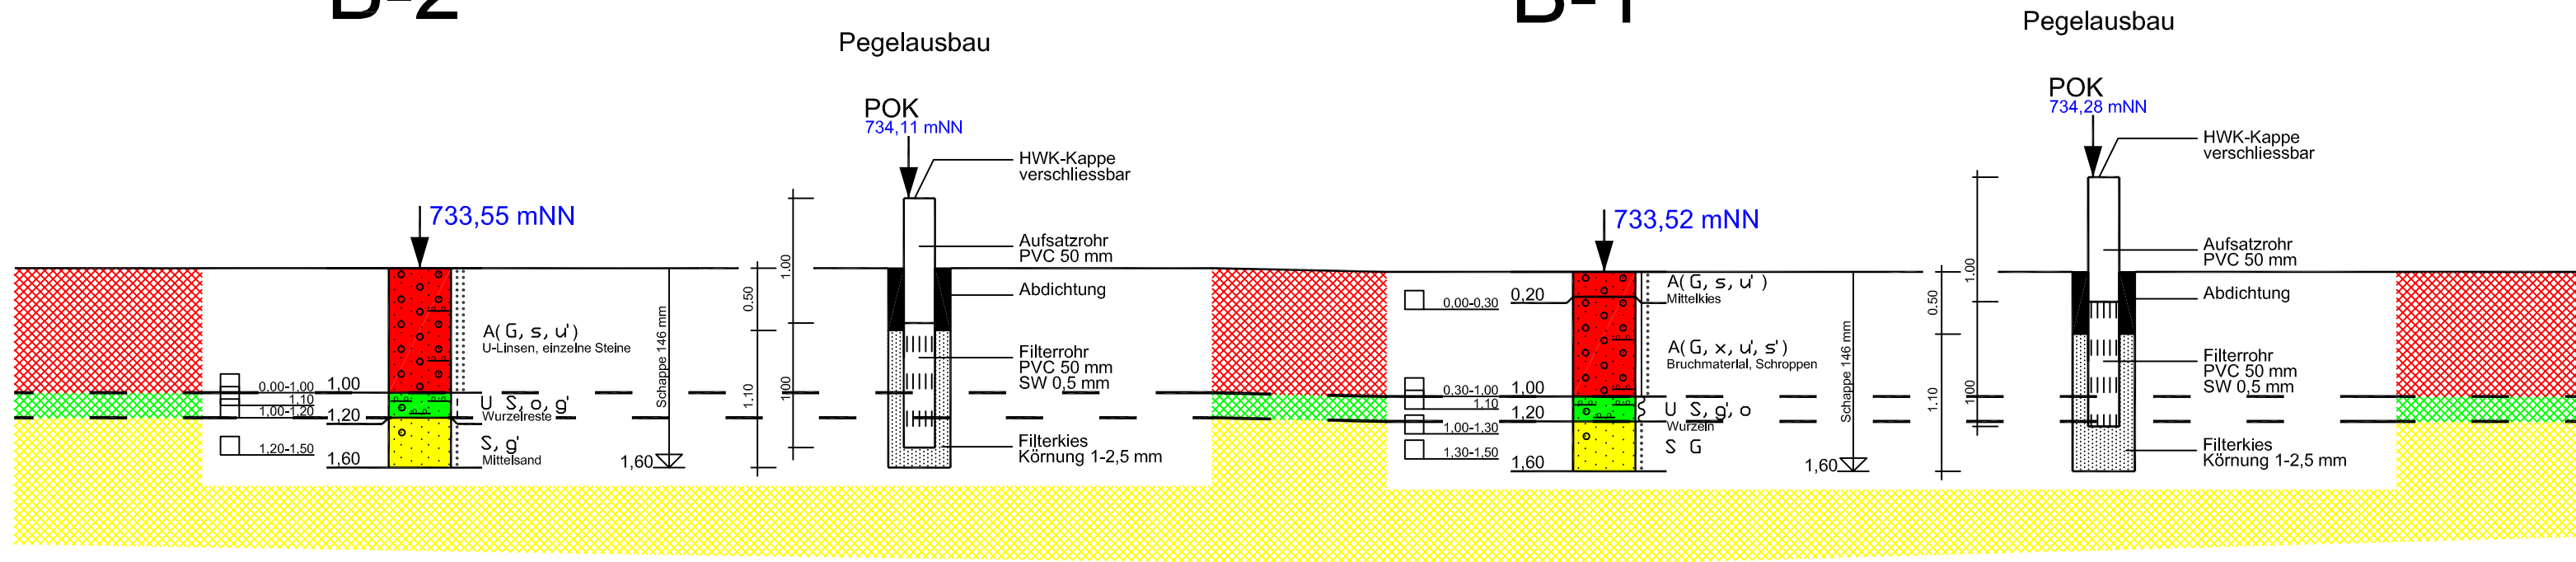 B-2
B-1
Pegelausbau
Pegelausbau
POK
734,11 mNN
HWK-Kappe
verschliessbar
733,55 mNN
Aufsatzrohr
PVC 50 mm
Abdichtung
A( G, s, u')
U-Linsen, einzelne Steine
Filterrohr
PVC 50 mm
SW 0,5 mm
0,00-1,00
1,00
1,10
1,00-1,20
1,20
U S, o, g'
Wurzelreste
S, g'
Mittelsand
1,20-1,50
1,60
Schappe 146 mm
1,60
0.50
1.10
1.00
Filterkies
Körnung 1-2,5 mm
POK
734,28 mNN
HWK-Kappe
verschliessbar
733,52 mNN
Aufsatzrohr
PVC 50 mm
Abdichtung
A( G, s, u' )
Mittelkies
0,00-0,30
0,20
A( G, x, u', s')
Bruchmaterial, Schroppen
Filterrohr
PVC 50 mm
SW 0,5 mm
0,30-1,00
1,00
1,10
1,20
1,00-1,30
U S, g', o
Wurzeln
S G
1,30-1,50
1,60
Schappe 146 mm
1,60
0.50
1.10
1.00
Filterkies
Körnung 1-2,5 mm